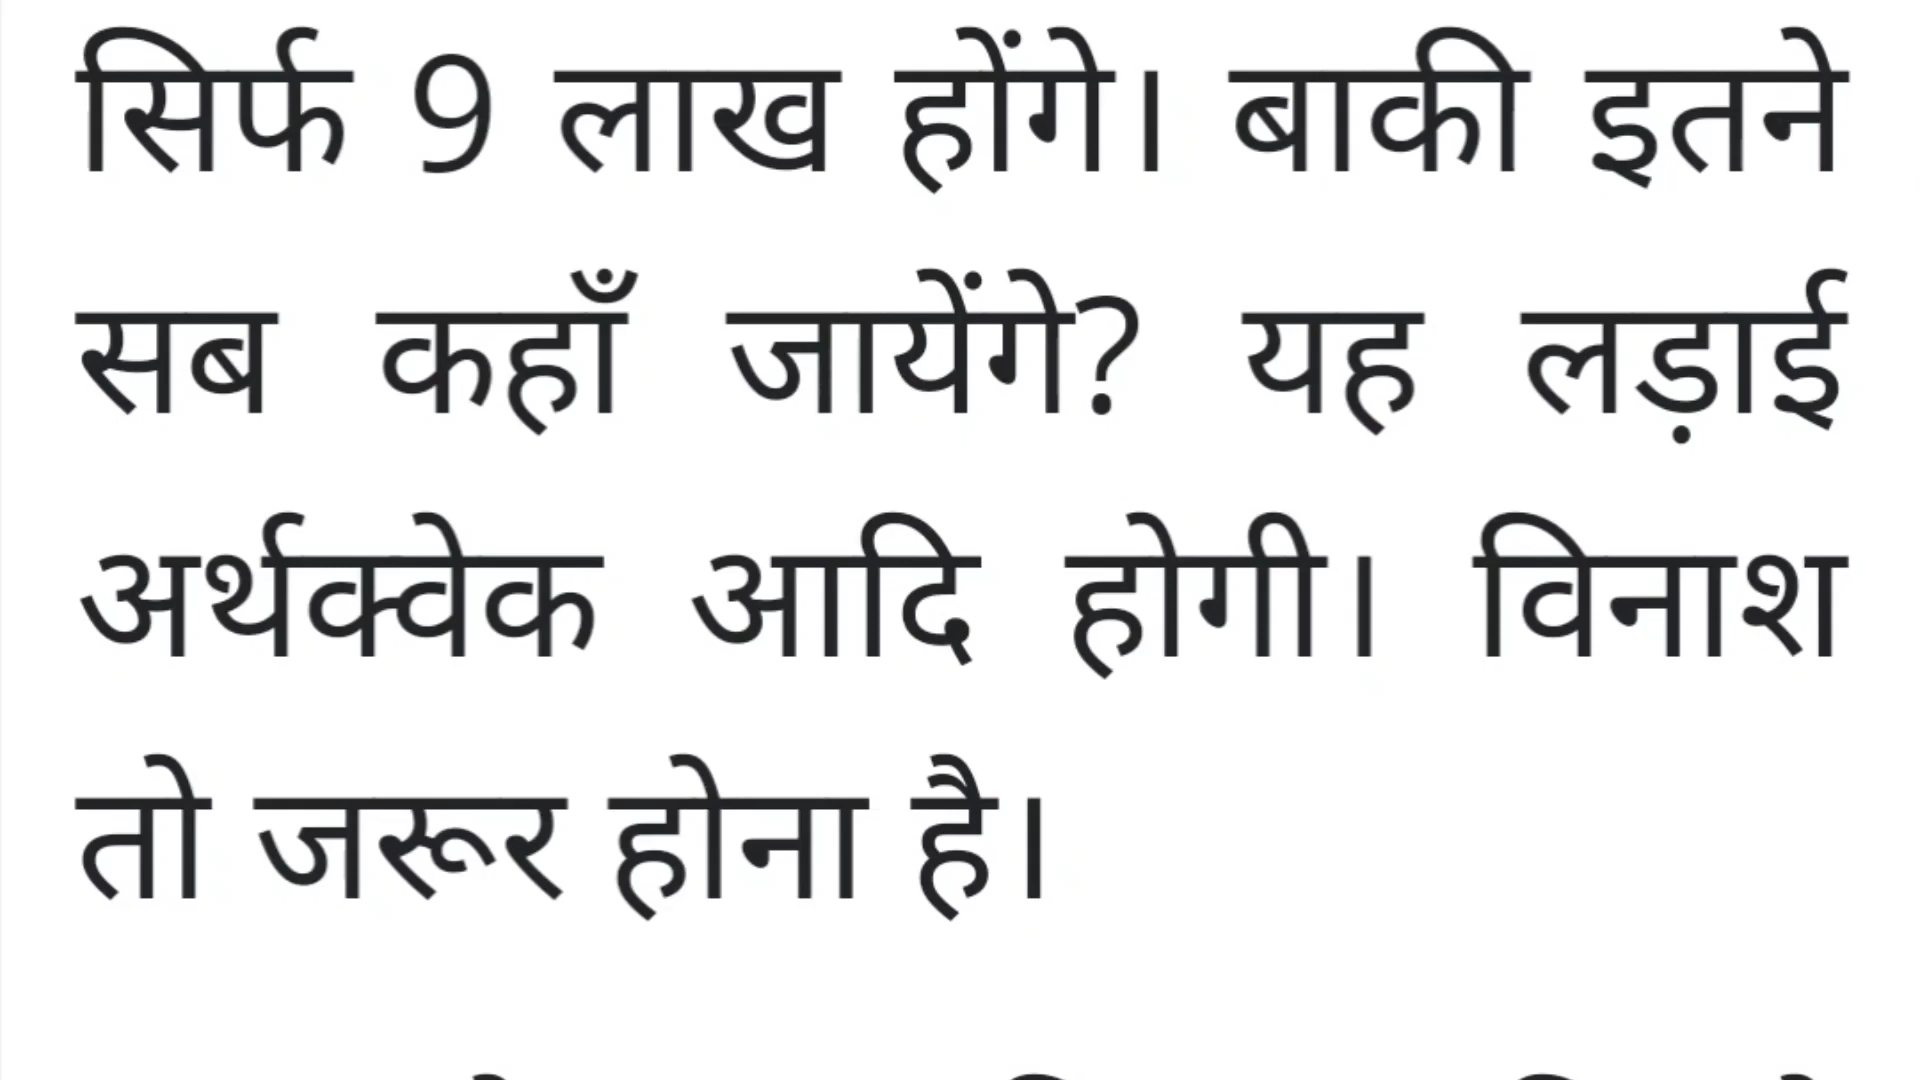 सिर्फ 9 लाख होंगे। बाकी इतने
सब कहाँ जायेंगे? यह लड़ाई
अर्थक्वेक आदि होगी। विनाश
तो जरूर होना है।